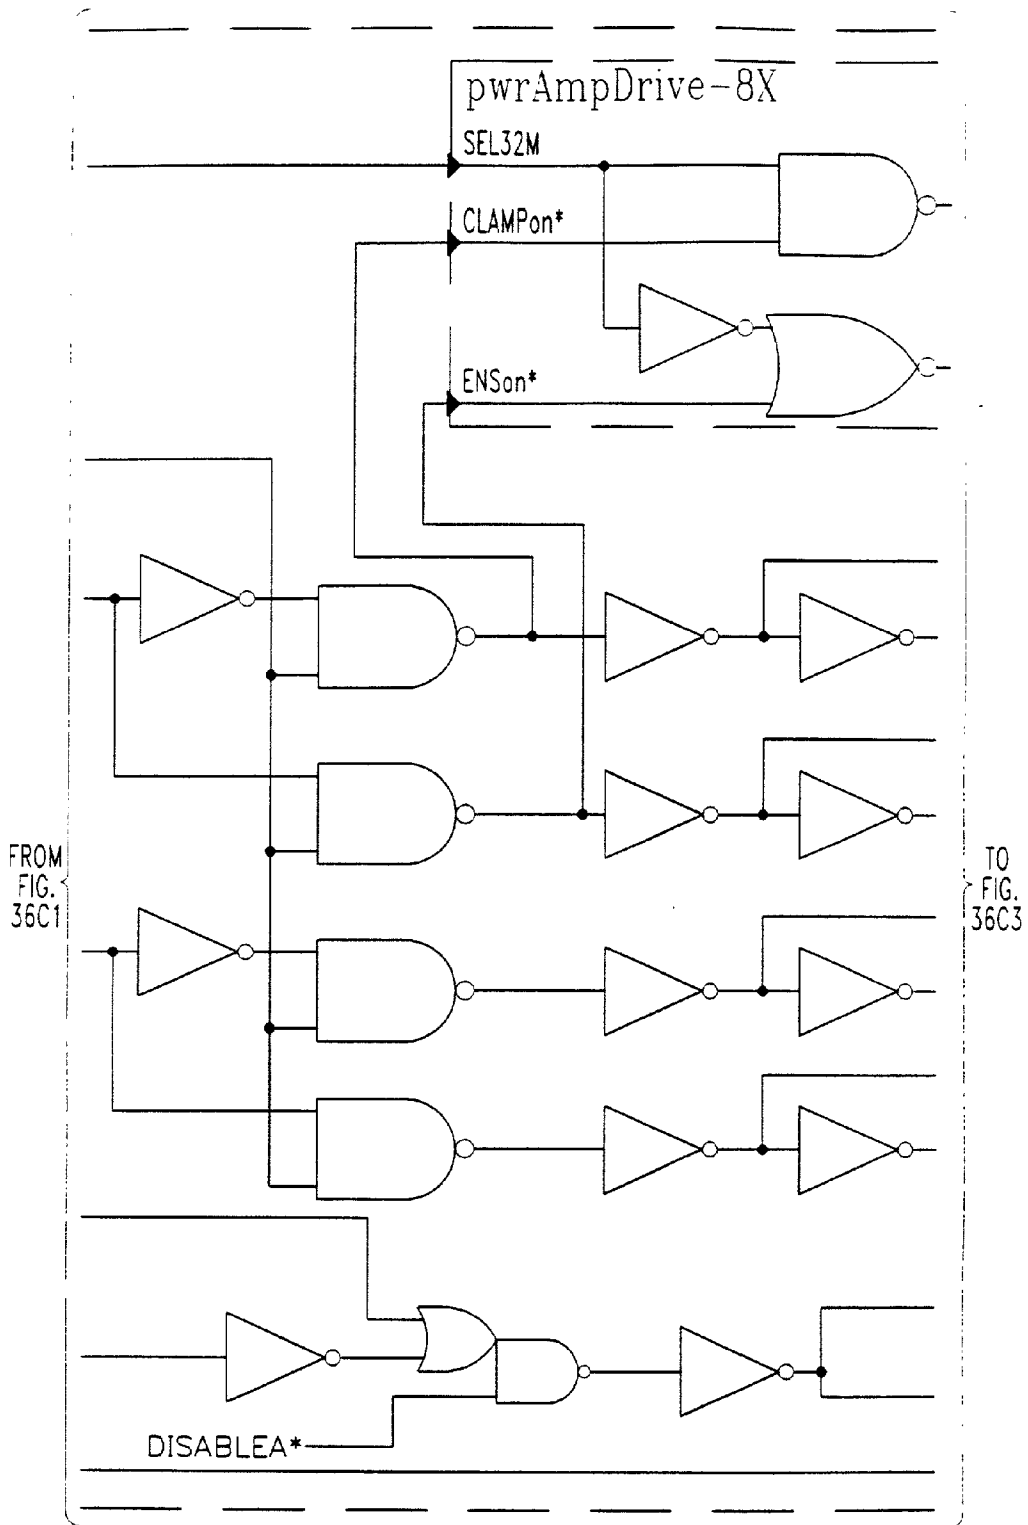 pwrAmpDrive-8X
SEL32M
CLAMPon*
ENSon*
FROM
FIG.
36C1
TO
FIG.
36C3
DISABLEA*